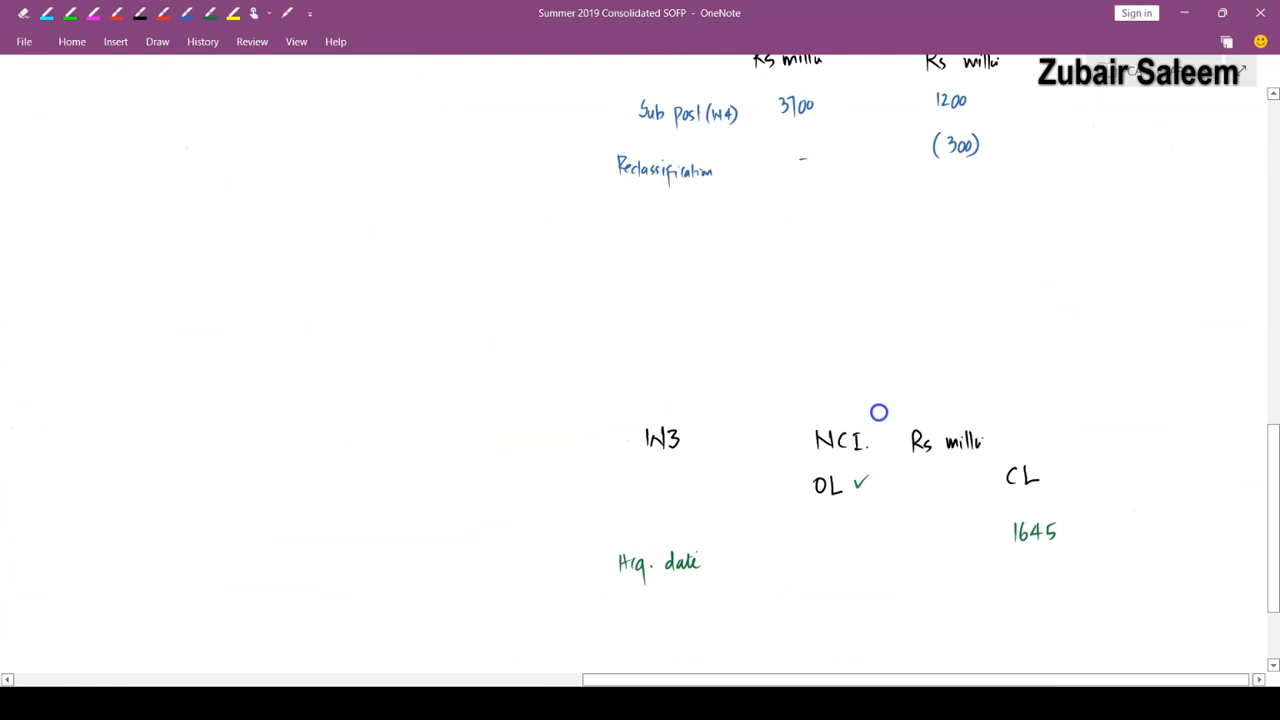 Summer 2019 Consolidated SOFP - OneNote
Sign in
File Home Insert Draw History Review View Help
Zubair Saleem
Rs milli Rs milli
Sub post (W4) 3700 1200
Reclassification - (300)
W3 NCI. Rs milli
OL ✓ CL
1645
Acq. date